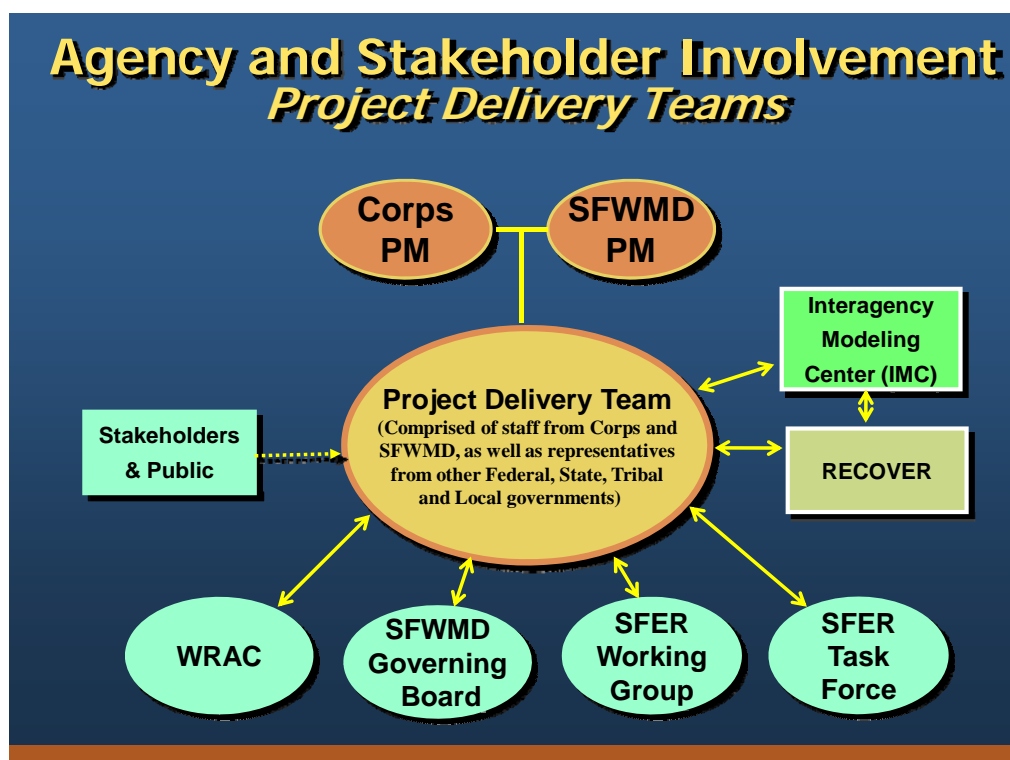 Agency and Stakeholder Involvement
Project Delivery Teams
Corps
PM
SFWMD
PM
Interagency
Modeling
Center (IMC)
Project Delivery Team
(Comprised of staff from Corps and
SFWMD, as well as representatives
from other Federal, State, Tribal
and Local governments)
Stakeholders
& Public
RECOVER
WRAC
SFWMD
Governing
Board
SFER
Working
Group
SFER
Task
Force